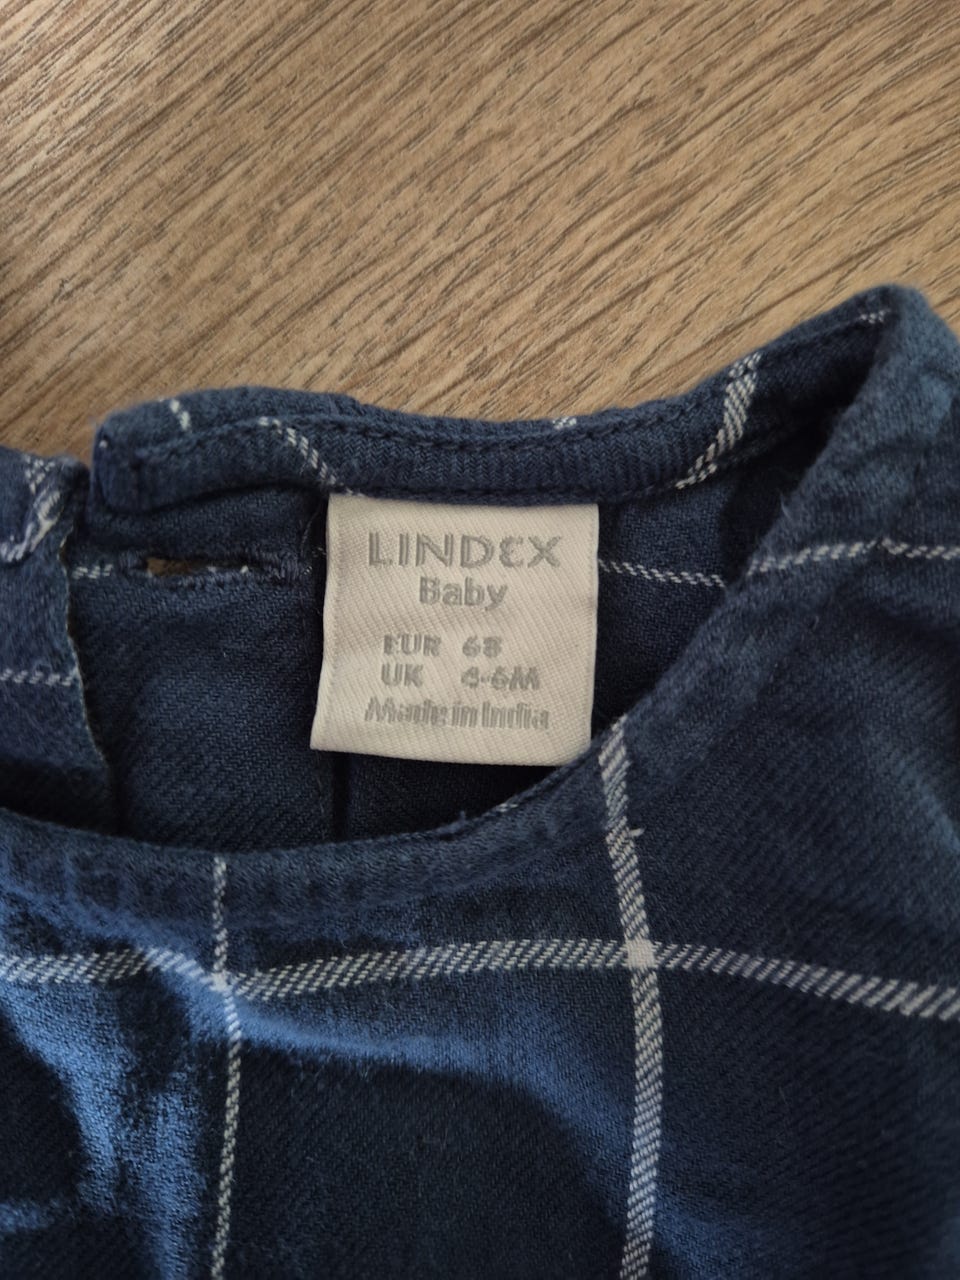 LINDEX
Baby
EUR 68
UK 4-6M
Made in India